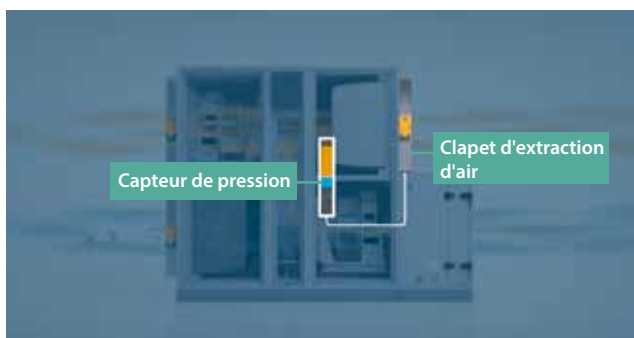 Clapet d'extraction
d'air
Capteur de pression